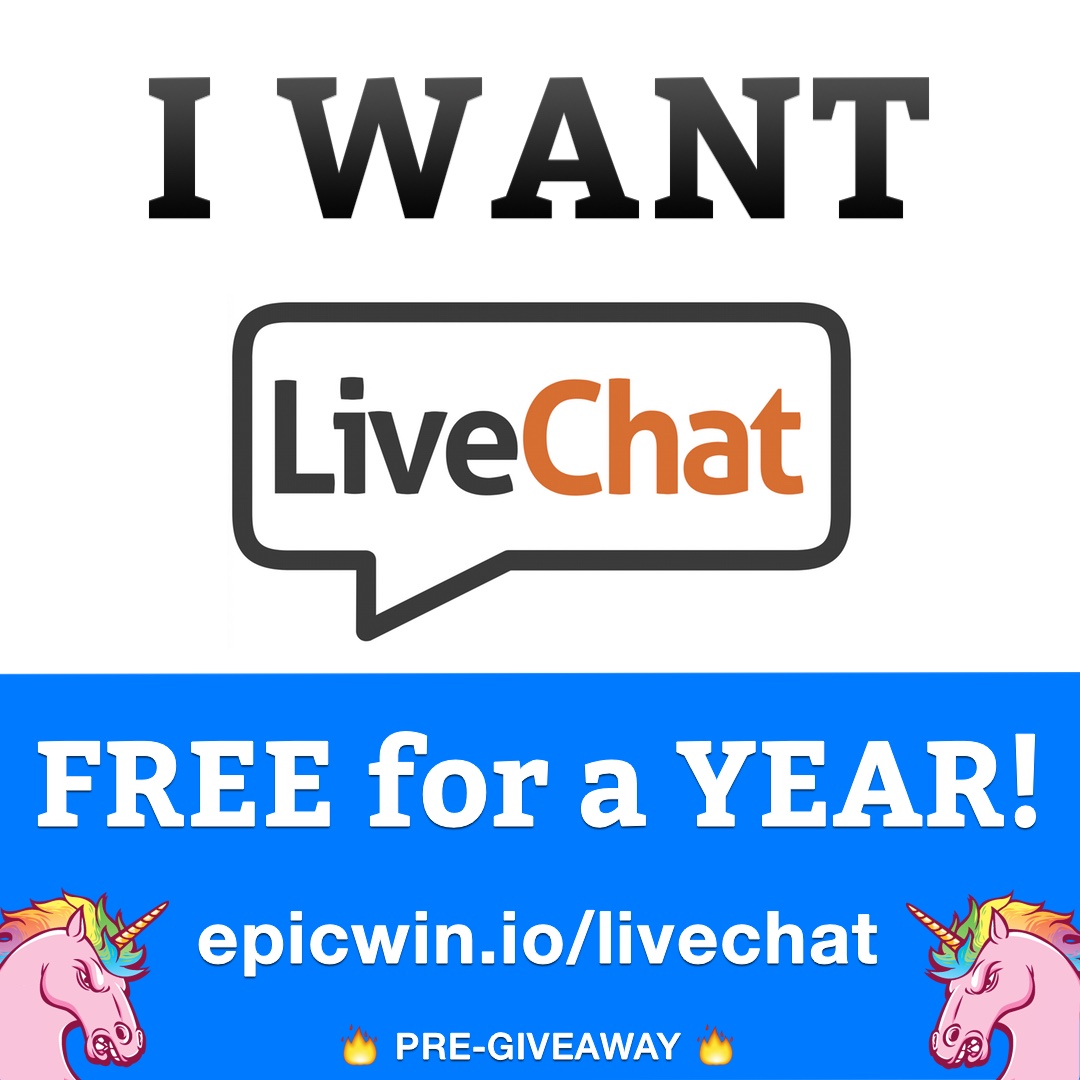 I WANT
LiveChat
FREE for a YEAR!
epicwin.io/livechat
🔥 PRE-GIVEAWAY 🔥